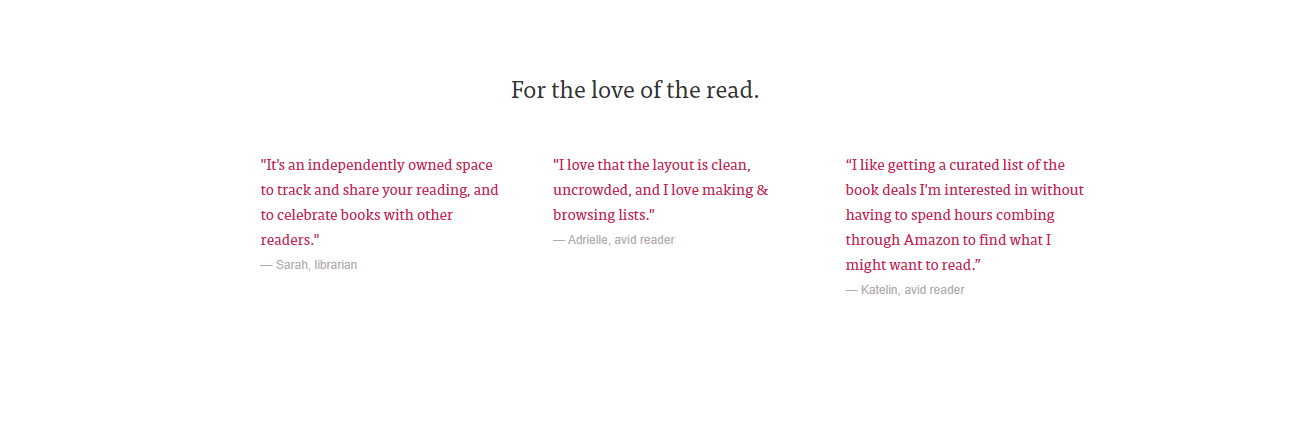 For the love of the read.
"It's an independently owned space
to track and share your reading, and
to celebrate books with other
readers."
— Sarah, librarian
"I love that the layout is clean,
uncrowded, and I love making &
browsing lists."
— Adrielle, avid reader
“I like getting a curated list of the
book deals I'm interested in without
having to spend hours combing
through Amazon to find what I
might want to read.”
— Katelin, avid reader